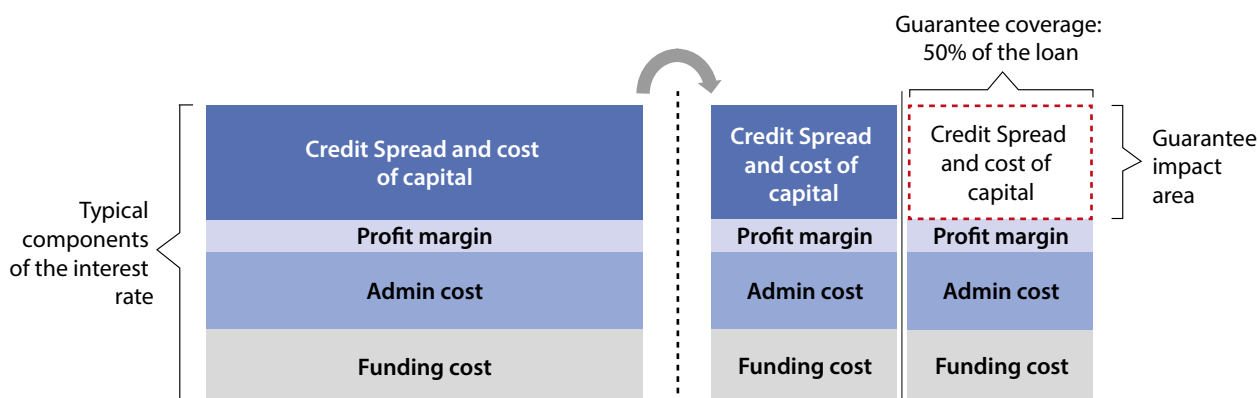 Guarantee coverage:
50% of the loan
Typical
components
of the interest
rate
Credit Spread and cost
of capital
Profit margin
Admin cost
Funding cost
Credit Spread
and cost of
capital
Profit margin
Admin cost
Funding cost
Credit Spread
and cost of
capital
Profit margin
Admin cost
Funding cost
Guarantee
impact
area